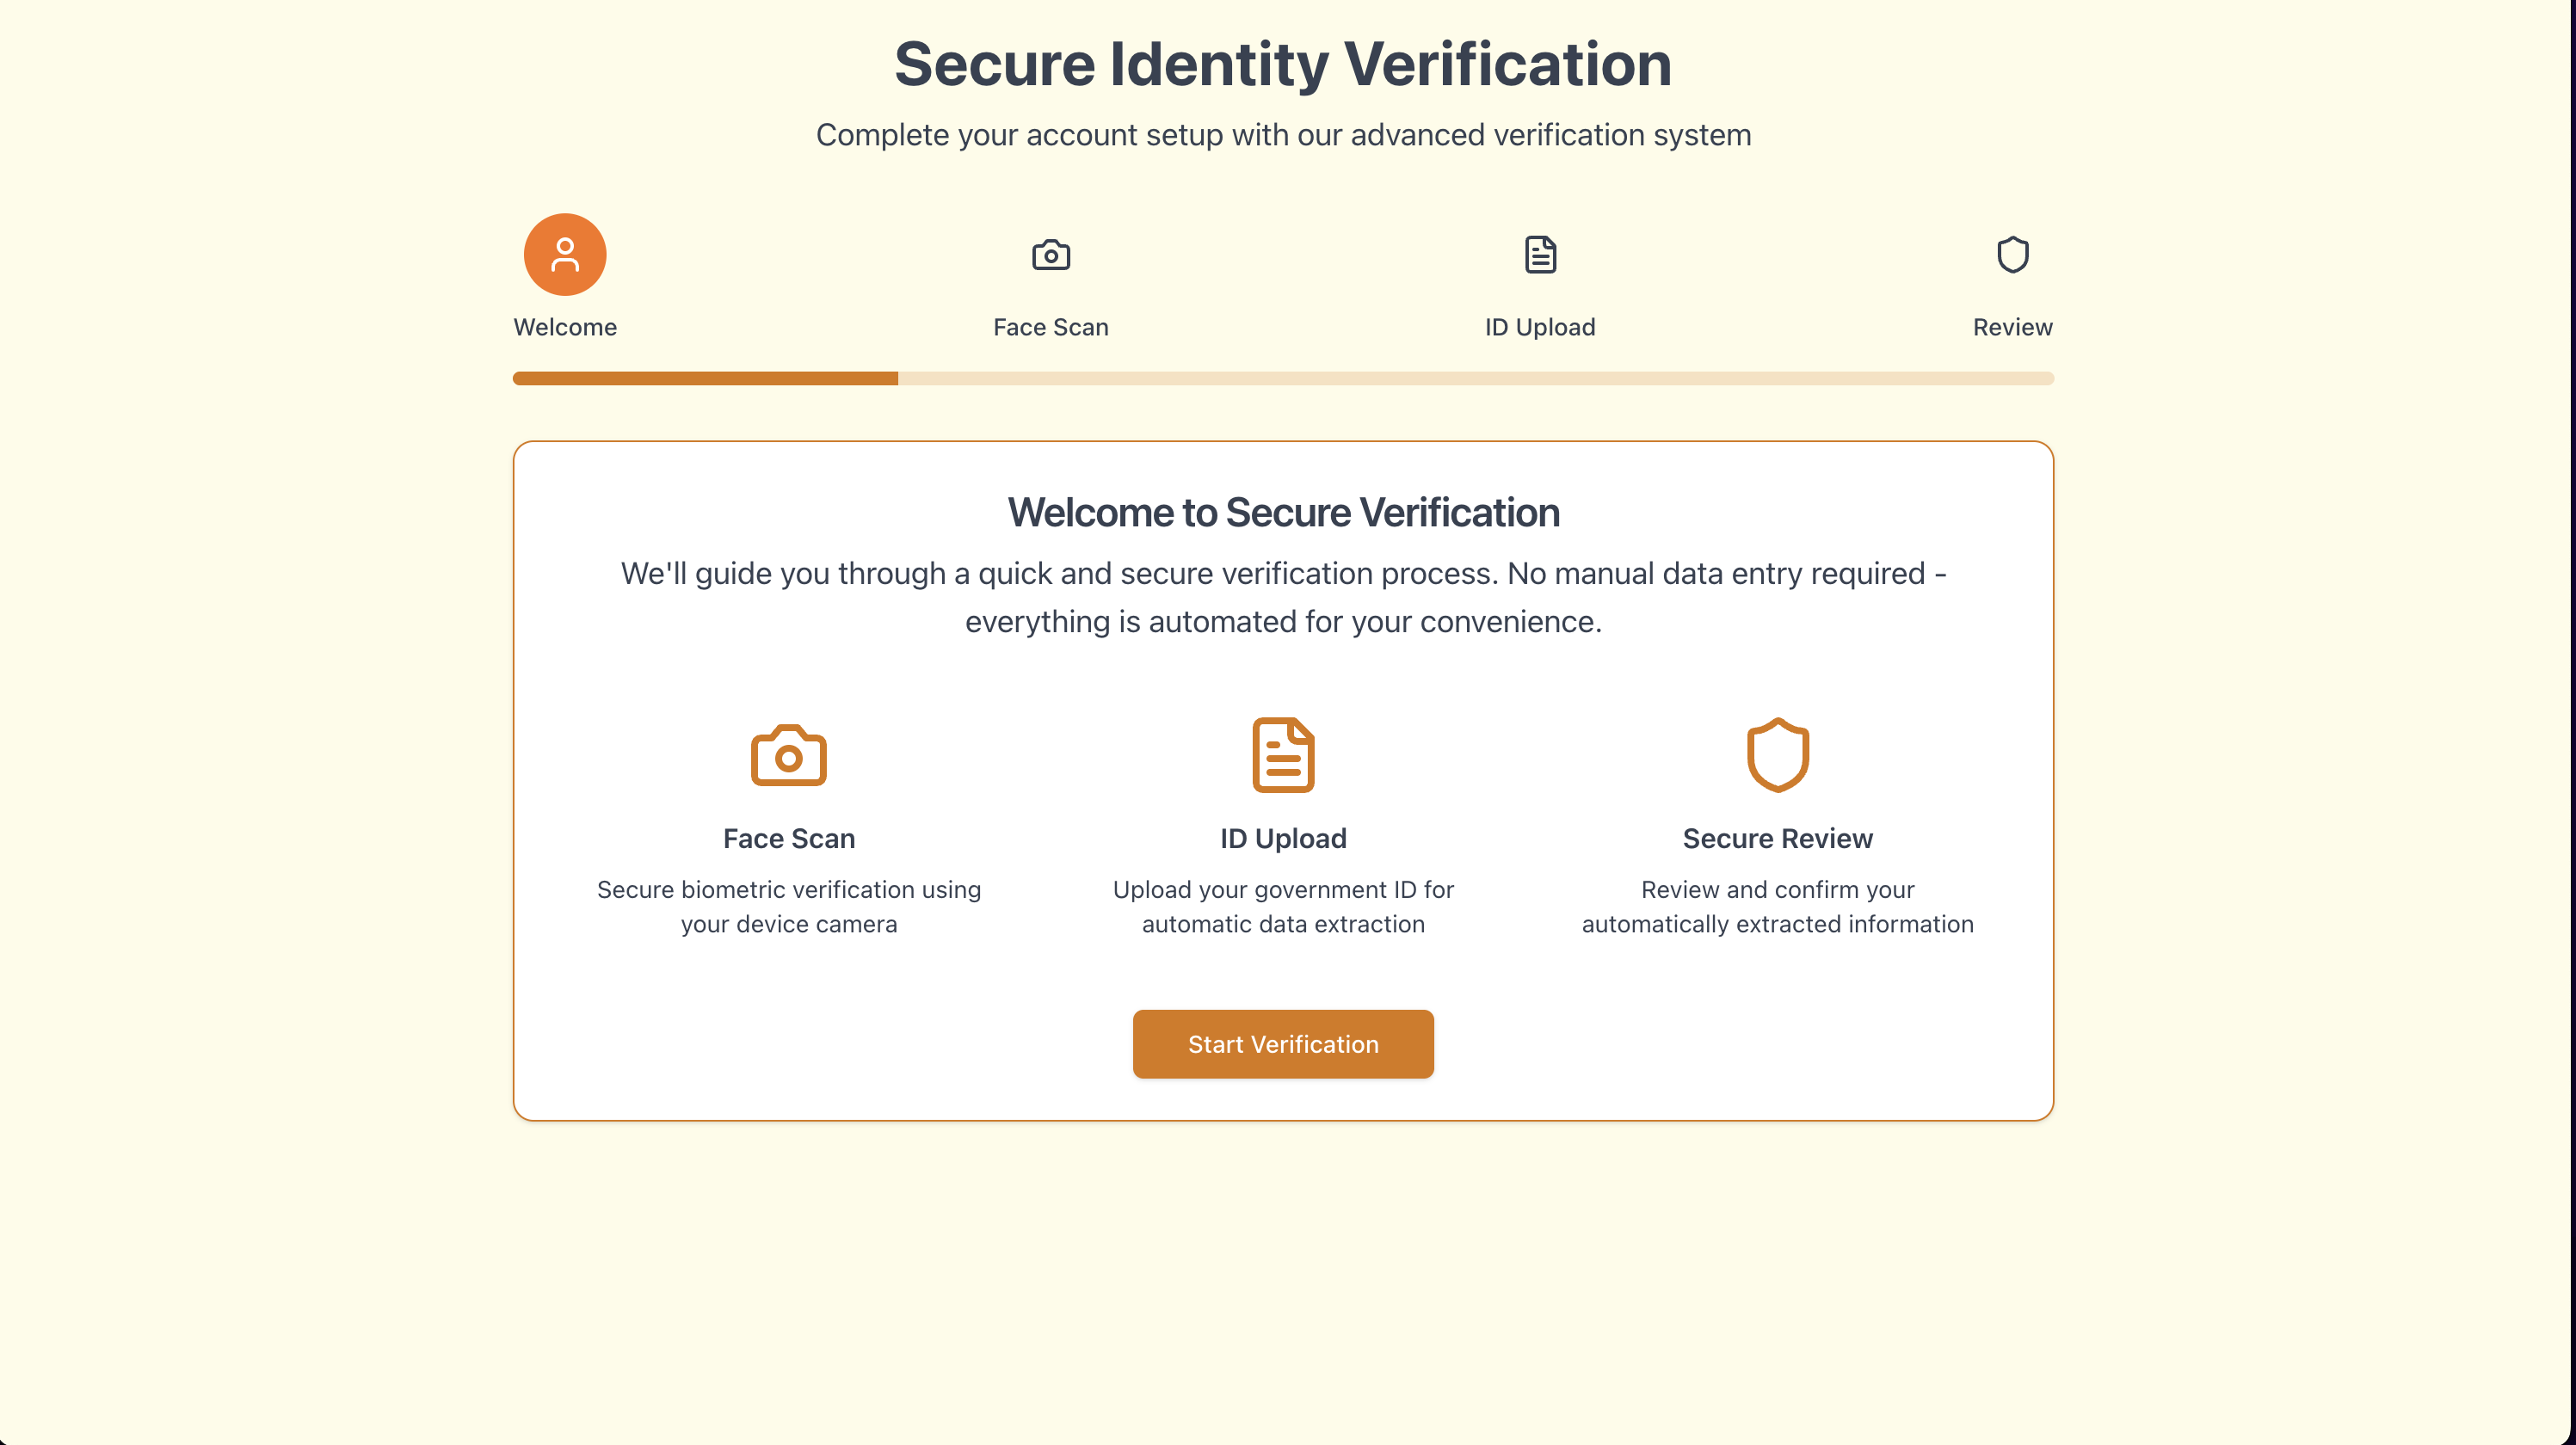 Secure Identity Verification
Complete your account setup with our advanced verification system
Welcome
Face Scan
ID Upload
Review
Welcome to Secure Verification
We'll guide you through a quick and secure verification process. No manual data entry required -
everything is automated for your convenience.
Face Scan
Secure biometric verification using
your device camera
ID Upload
Upload your government ID for
automatic data extraction
Secure Review
Review and confirm your
automatically extracted information
Start Verification